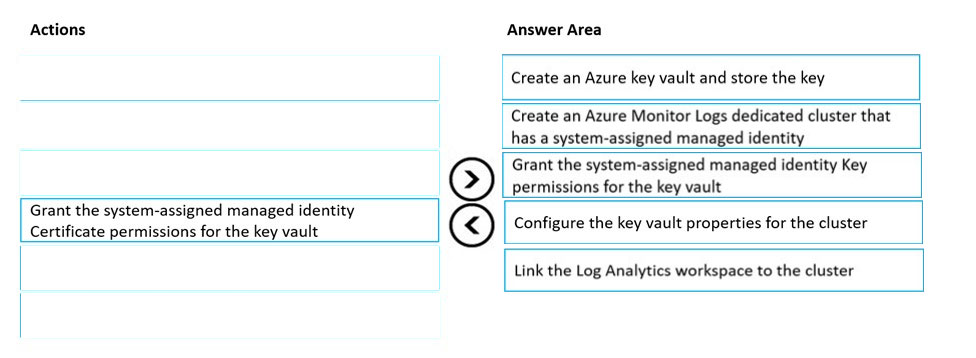 Actions
Answer Area
Create an Azure key vault and store the key
Create an Azure Monitor Logs dedicated cluster that
has a system-assigned managed identity
Grant the system-assigned managed identity Key
permissions for the key vault
Grant the system-assigned managed identity
Certificate permissions for the key vault
Configure the key vault properties for the cluster
Link the Log Analytics workspace to the cluster